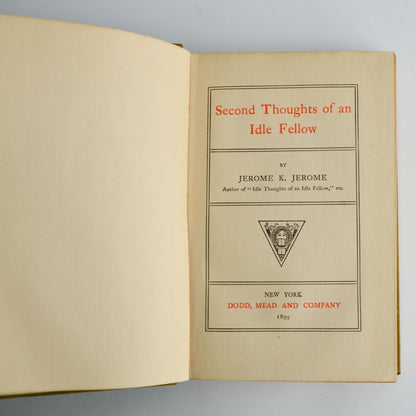 Second Thoughts of an
Idle Fellow
BY
JEROME K. JEROME
Author of "Idle Thoughts of an Idle Fellow," etc.
NEW YORK
DODD, MEAD AND COMPANY
1899